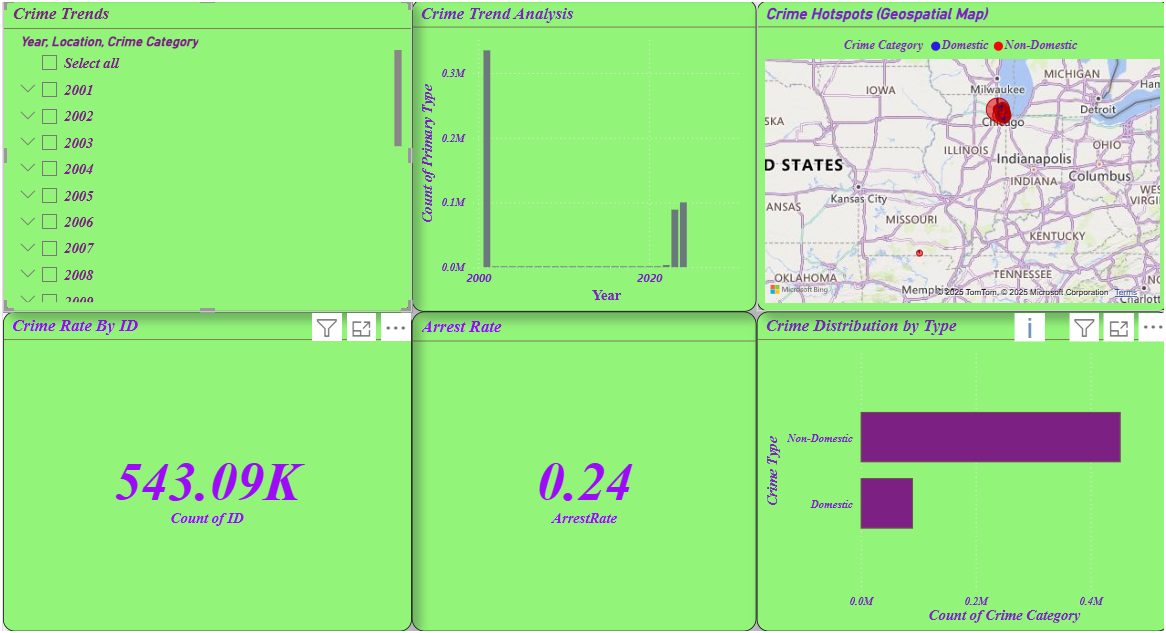 Crime Trends
Year, Location, Crime Category
Select all
2001
2002
2003
2004
2005
2006
2007
2008
2009
Crime Trend Analysis
Count of Primary Type
0.3M
0.2M
0.1M
0.0M
2000
2020
Year
Crime Hotspots (Geospatial Map)
Crime Category Domestic Non-Domestic
MICHIGAN
Milwaukee
IOWA
Ham
Detroit
SKA
Chicago
OHIO
ILLINOIS
Indianapolis
D STATES
Columbus
INDIANA
WES
VIRGI
Kansas City
ANSAS
MISSOURI
KENTUCKY
OKLAHOMA
TENNESSEE
NO
Microsoft Bing
Memph
© 2025 TomTom, © 2025 Microsoft Corporation Terms
Charlott
Crime Rate By ID
543.09K
Count of ID
Arrest Rate
0.24
ArrestRate
Crime Distribution by Type
Crime Type
Non-Domestic
Domestic
0.0M
0.2M
0.4M
Count of Crime Category